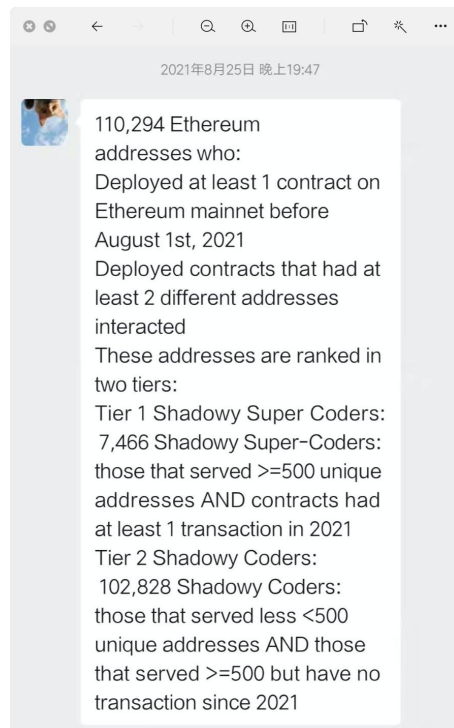 2021年8月25日 晚上19:47
110,294 Ethereum
addresses who:
Deployed at least 1 contract on
Ethereum mainnet before
August 1st, 2021
Deployed contracts that had at
least 2 different addresses
interacted
These addresses are ranked in
two tiers:
Tier 1 Shadowy Super Coders:
7,466 Shadowy Super-Coders:
those that served >=500 unique
addresses AND contracts had
at least 1 transaction in 2021
Tier 2 Shadowy Coders:
102,828 Shadowy Coders:
those that served less <500
unique addresses AND those
that served >=500 but have no
transaction since 2021